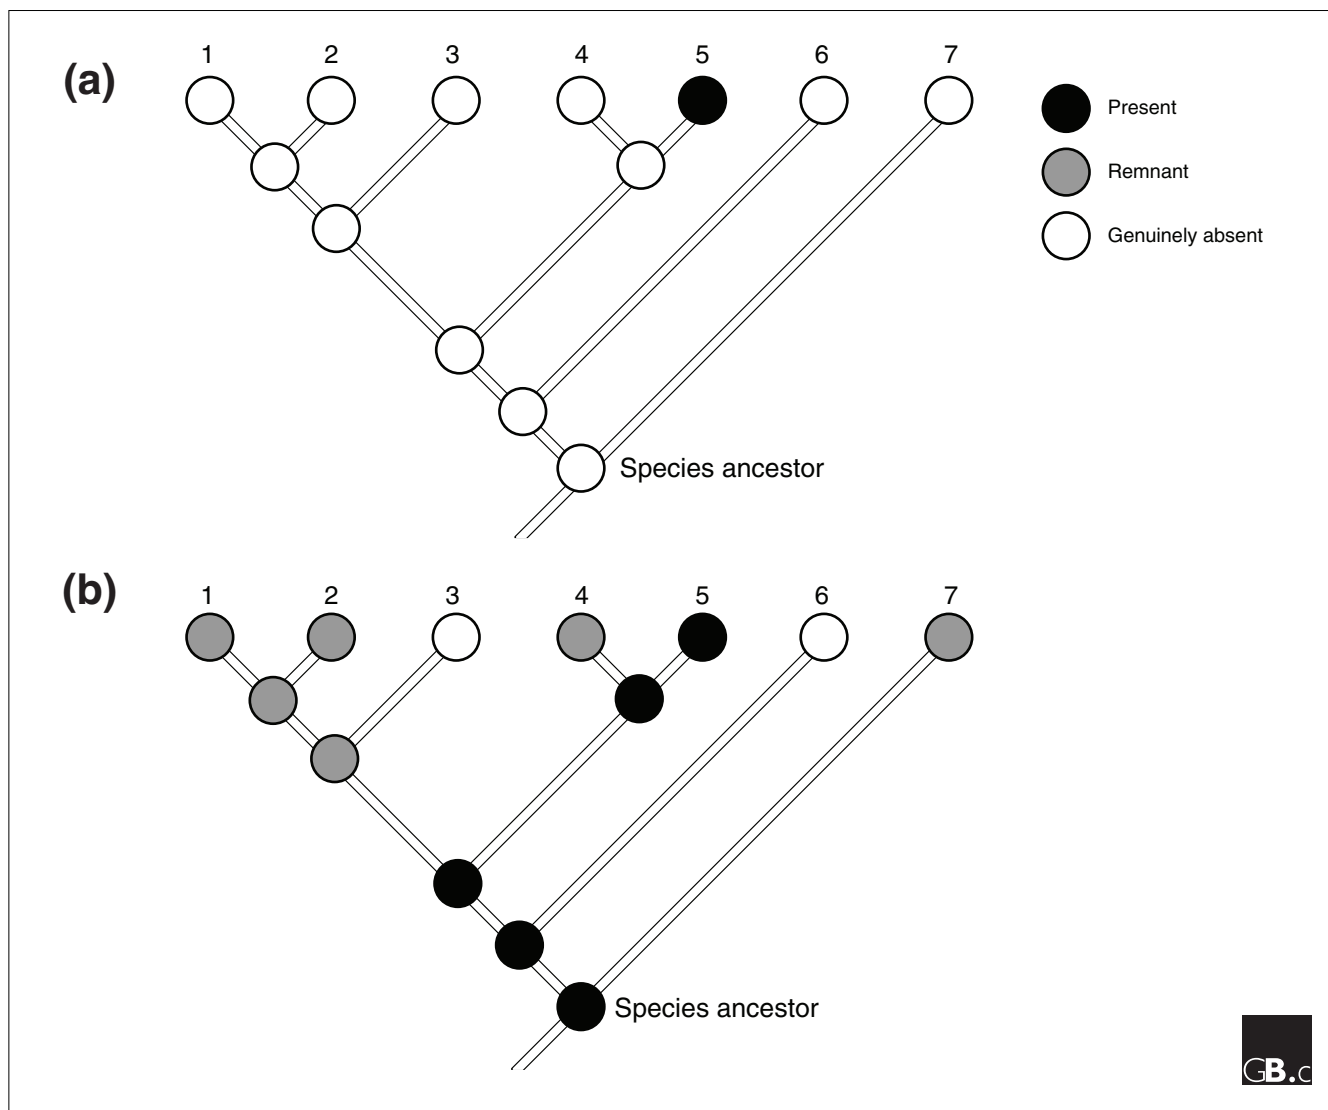 1 2 3 4 5 6 7
(a)
Present
Remnant
Genuinely absent
Species ancestor
(b)
1 2 3 4 5 6 7
Species ancestor
GB.c